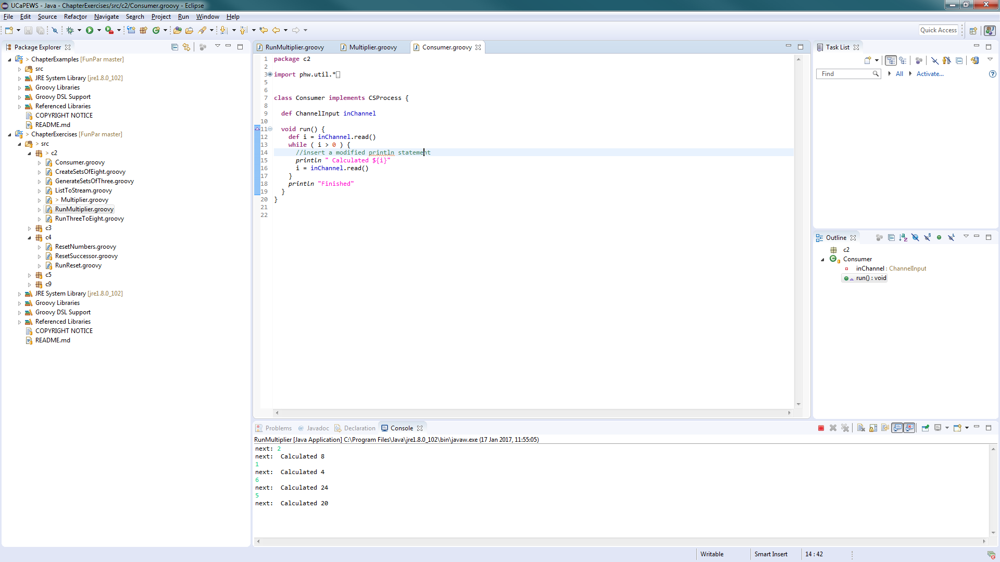 UCaPEWS - Java - ChapterExercises/src/c2/Consumer.groovy - Eclipse
File Edit Source Refactor Navigate Search Project Run Window Help
Quick Access
Package Explorer
> ChapterExamples [FunPar master]
src
JRE System Library [jre1.8.0_102]
Groovy Libraries
Groovy DSL Support
Referenced Libraries
COPYRIGHT NOTICE
README.md
> ChapterExercises [FunPar master]
> src
> c2
Consumer.groovy
CreateSetsOfEight.groovy
GenerateSetsOfThree.groovy
ListToStream.groovy
> Multiplier.groovy
RunMultiplier.groovy
RunThreeToEight.groovy
c3
c4
ResetNumbers.groovy
ResetSuccessor.groovy
RunReset.groovy
c5
c9
JRE System Library [jre1.8.0_102]
Groovy Libraries
Groovy DSL Support
Referenced Libraries
COPYRIGHT NOTICE
README.md
RunMultiplier.groovy Multiplier.groovy Consumer.groovy
1 package c2
2
3 import phw.util.*
5
6
7 class Consumer implements CSProcess {
8
9 def ChannelInput inChannel
10
11 void run() {
12 def i = inChannel.read()
13 while ( i > 0 ) {
14 //insert a modified println statement
15 println " Calculated ${i}"
16 i = inChannel.read()
17 }
18 println "Finished"
19 }
20 }
21
22
Task List
Find All Activate...
Outline
c2
Consumer
inChannel : ChannelInput
run() : void
Problems @ Javadoc Declaration Console
RunMultiplier [Java Application] C:\Program Files\Java\jre1.8.0_102\bin\javaw.exe (17 Jan 2017, 11:55:05)
next: 2
next:  Calculated 8
1
next:  Calculated 4
6
next:  Calculated 24
5
next:  Calculated 20
Writable Smart Insert 14 : 42